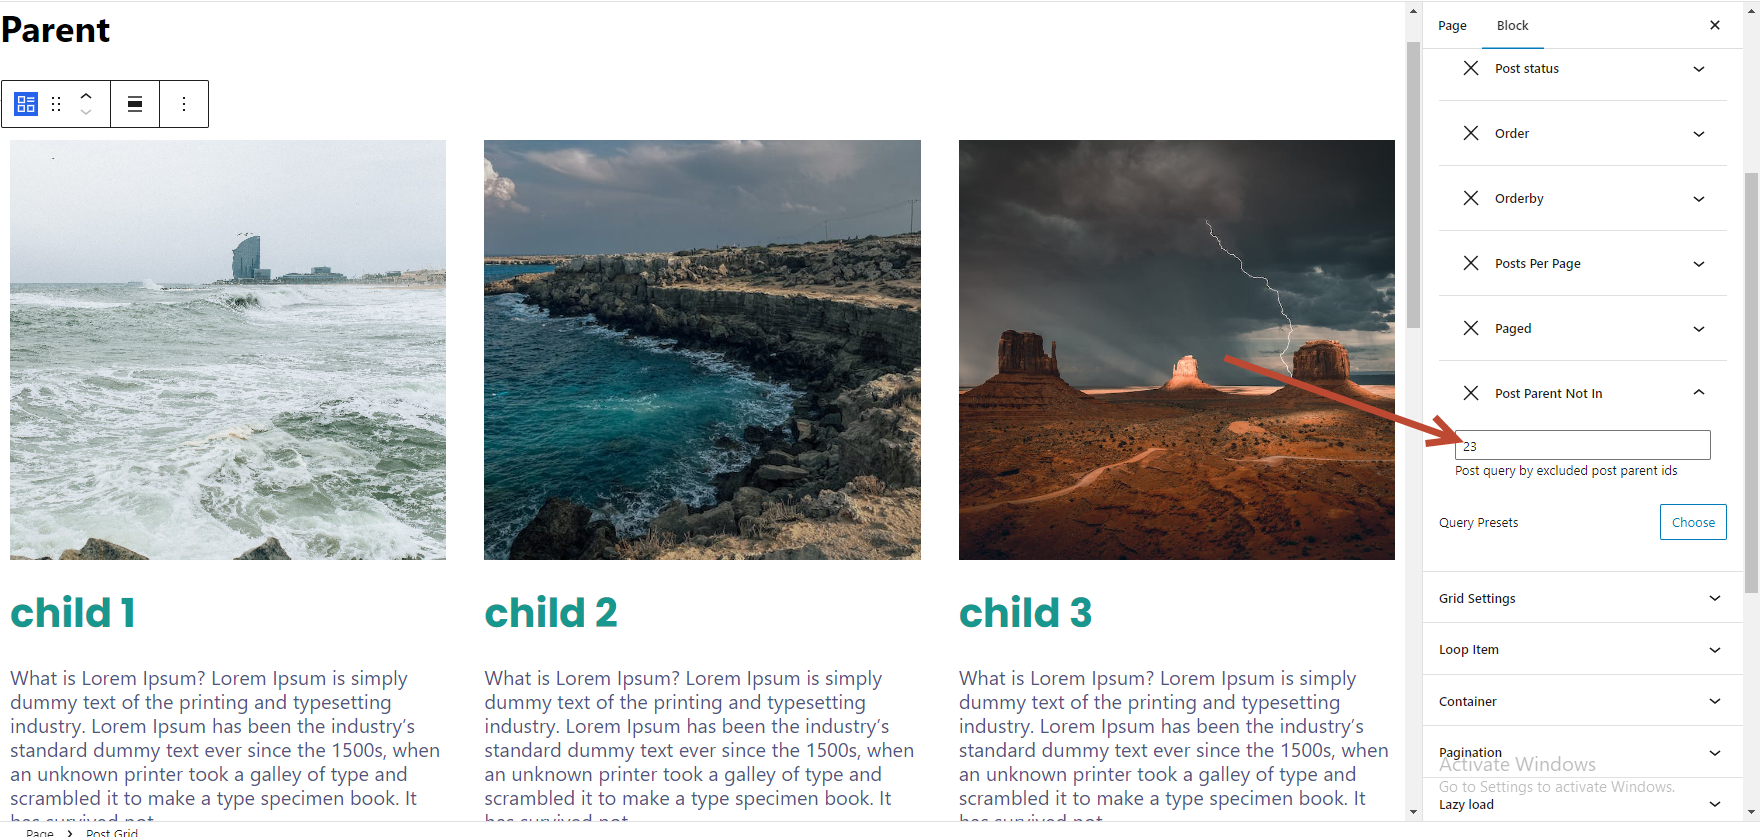 Parent
child 1
What is Lorem Ipsum? Lorem Ipsum is simply
dummy text of the printing and typesetting
industry. Lorem Ipsum has been the industry’s
standard dummy text ever since the 1500s, when
an unknown printer took a galley of type and
scrambled it to make a type specimen book. It
has survived not
child 2
What is Lorem Ipsum? Lorem Ipsum is simply
dummy text of the printing and typesetting
industry. Lorem Ipsum has been the industry’s
standard dummy text ever since the 1500s, when
an unknown printer took a galley of type and
scrambled it to make a type specimen book. It
has survived not
child 3
What is Lorem Ipsum? Lorem Ipsum is simply
dummy text of the printing and typesetting
industry. Lorem Ipsum has been the industry’s
standard dummy text ever since the 1500s, when
an unknown printer took a galley of type and
scrambled it to make a type specimen book. It
has survived not
Page
Block
Post status
Order
Orderby
Posts Per Page
Paged
Post Parent Not In
23
Post query by excluded post parent ids
Query Presets
Choose
Grid Settings
Loop Item
Container
Pagination
Activate Windows
Go to Settings to activate Windows.
Lazy load
Page > Post Grid